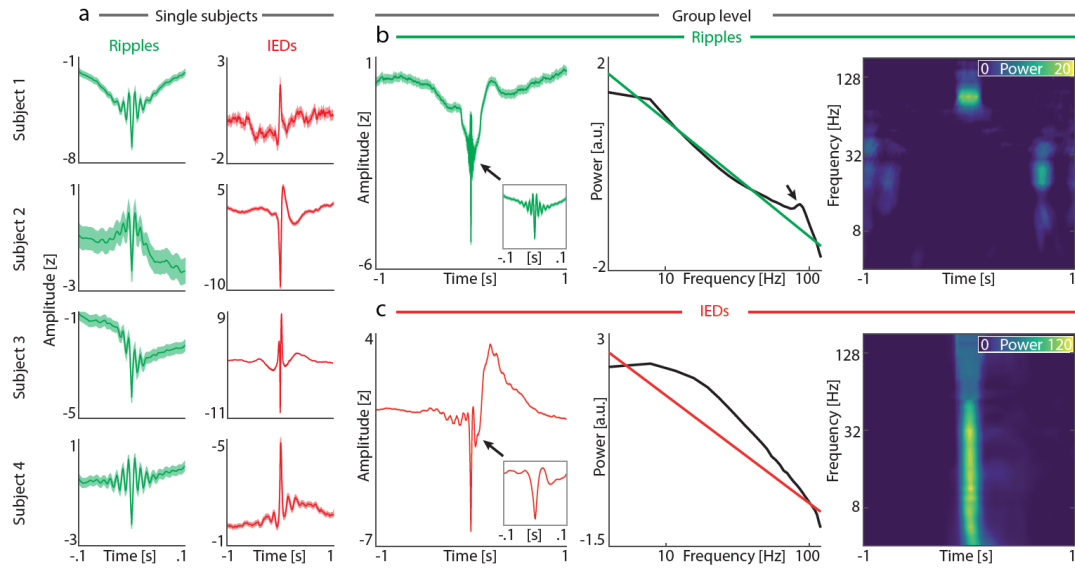 a Single subjects
Group level
Ripples
IEDs
b Ripples
Subject 1
-1
-8
3
-2
Subject 2
1
-3
5
-10
Subject 3
-1
-5
9
-11
Subject 4
1
-3
-5
-1
Amplitude [z]
-.1 Time [s] .1
-.1 Time [s] .1
1
Amplitude [z]
-6
-1 Time [s] 1
-.1 [s] .1
2
Power [a.u.]
-2
10 Frequency [Hz] 100
0 Power 20
128
32
8
Frequency [Hz]
-1 Time [s] 1
c IEDs
4
Amplitude [z]
-7
-1 Time [s] 1
-.1 [s] .1
3
Power [a.u.]
-1.5
10 Frequency [Hz] 100
0 Power 120
128
32
8
Frequency [Hz]
-1 Time [s] 1